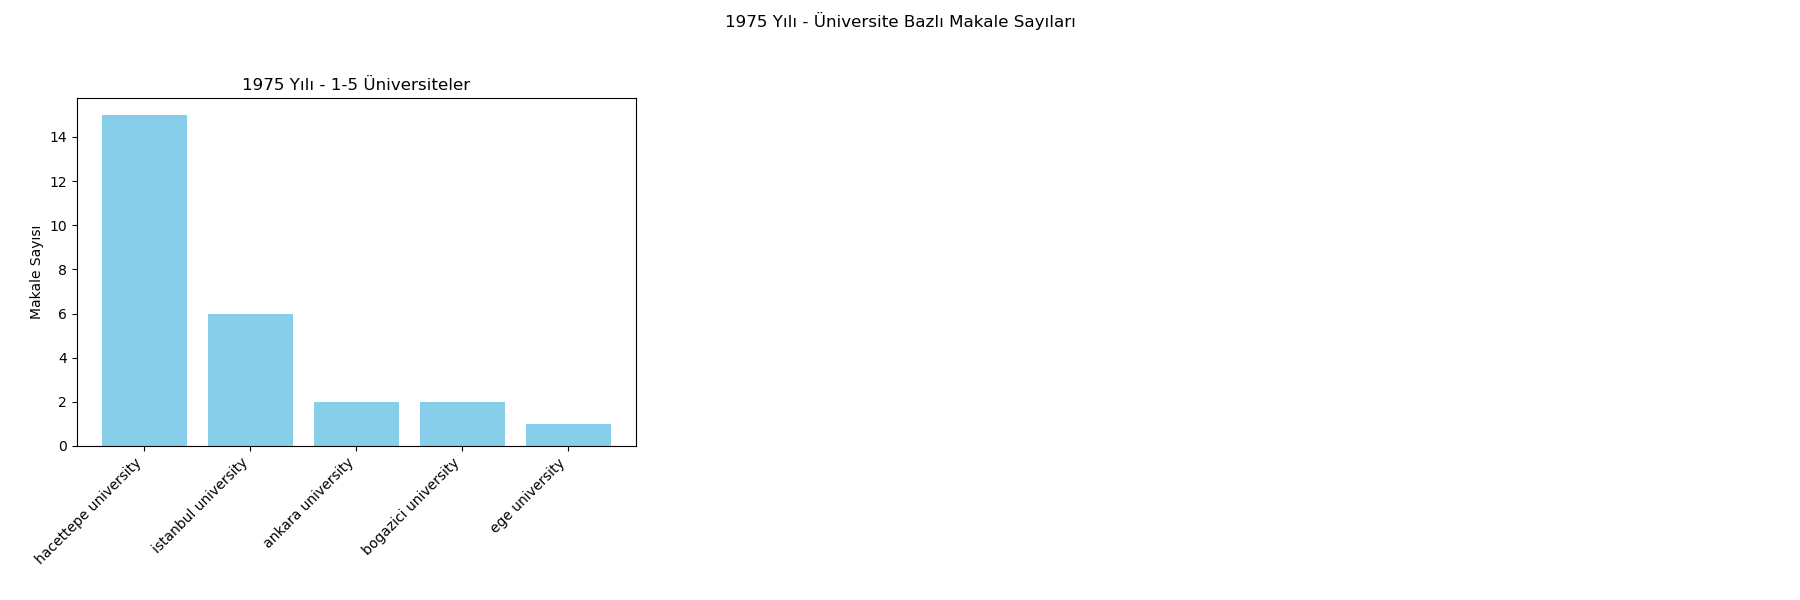 1975 Yılı - Üniversite Bazlı Makale Sayıları
1975 Yılı - 1-5 Üniversiteler
Makale Sayısı
14
12
10
8
6
4
2
0
hacettepe university
istanbul university
ankara university
bogazici university
ege university